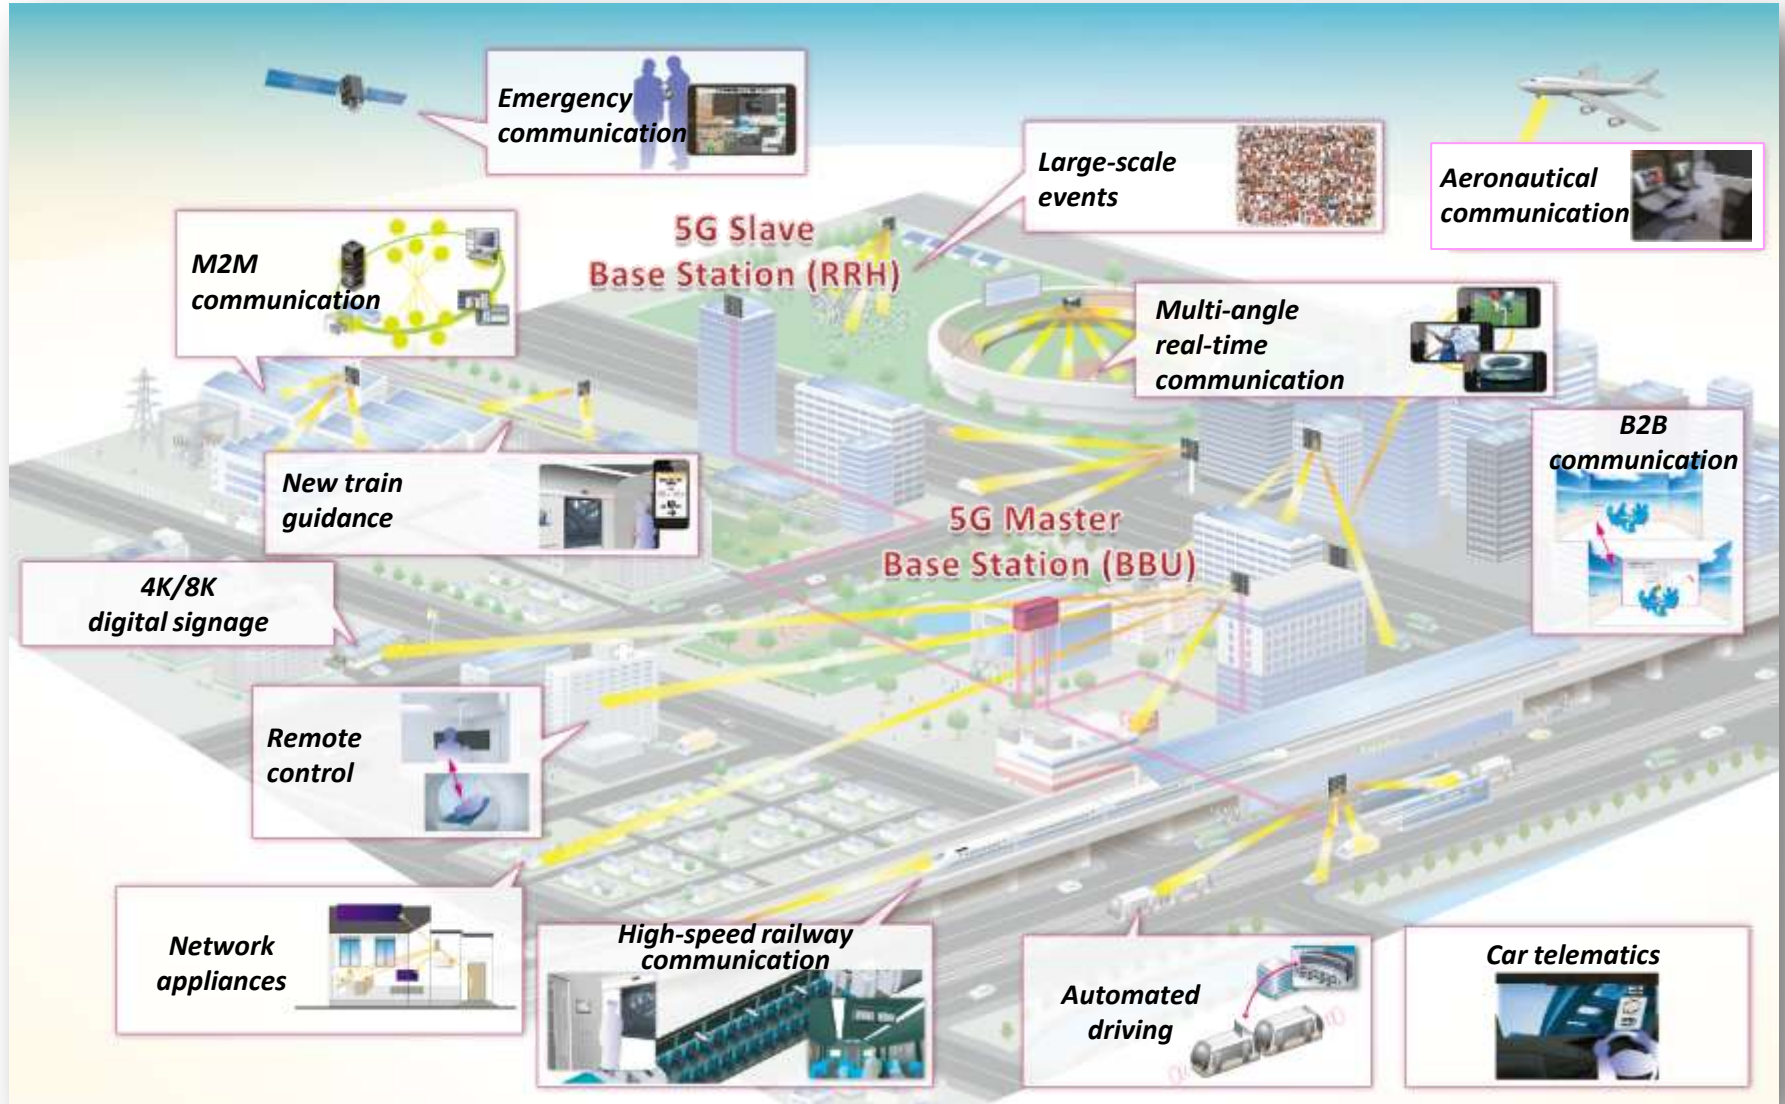 Emergency
communication
Large-scale
events
Aeronautical
communication
M2M
communication
5G Slave
Base Station (RRH)
Multi-angle
real-time
communication
B2B
communication
New train
guidance
5G Master
Base Station (BBU)
4K/8K
digital signage
Remote
control
Network
appliances
High-speed railway
communication
Automated
driving
Car telematics